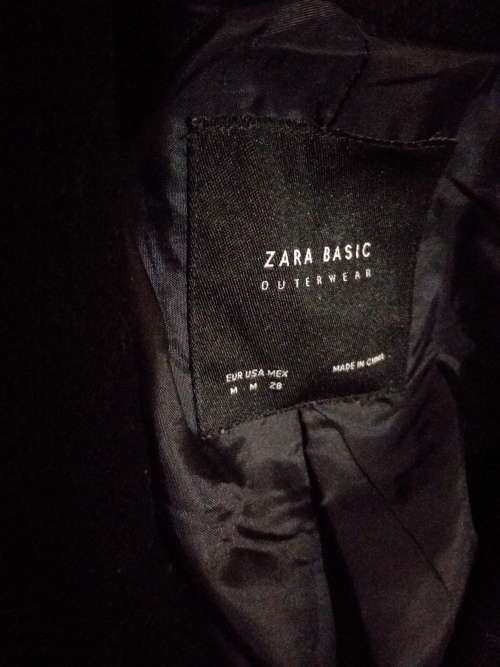 ZARA BASIC
OUTERWEAR
EUR USA MEX
M M 28
MADE IN CHINA